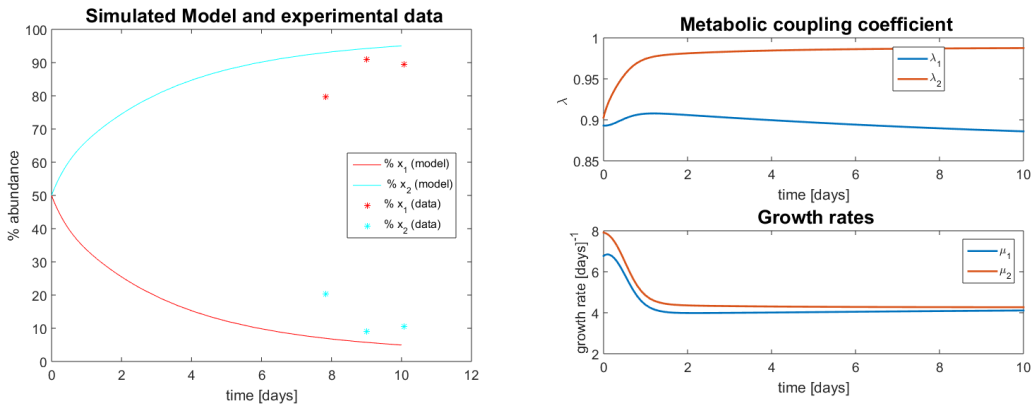 Simulated Model and experimental data
100
90
80
70
60
50
40
30
20
10
0
% abundance
0 2 4 6 8 10 12
time [days]
% x₁ (model)
% x₂ (model)
% x₁ (data)
% x₂ (data)
Metabolic coupling coefficient
1
0.95
0.9
0.85
λ
λ₁
λ₂
0 2 4 6 8 10
time [days]
Growth rates
8
6
4
2
growth rate [days]⁻¹
μ₁
μ₂
0 2 4 6 8 10
time [days]